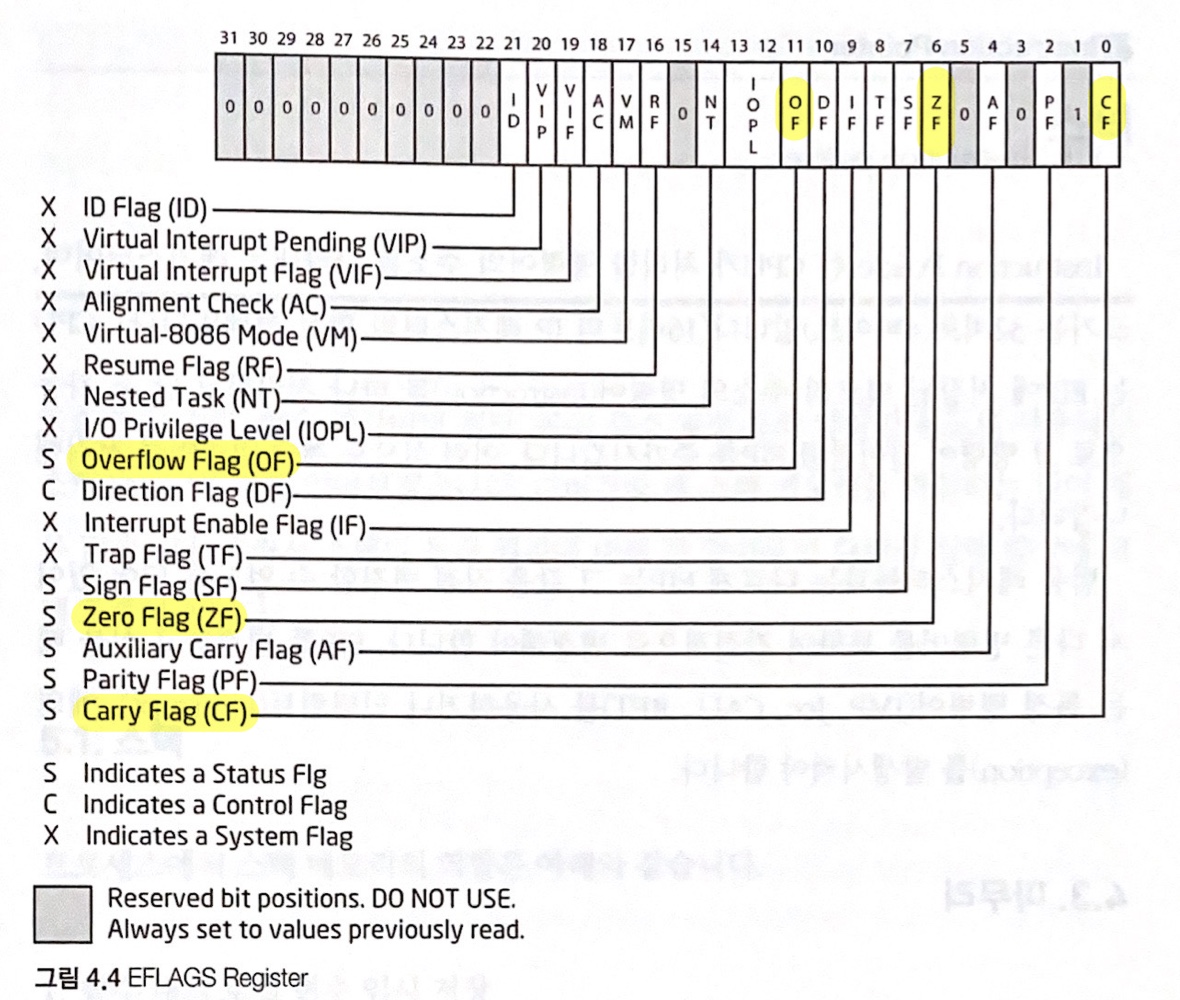 31 30 29 28 27 26 25 24 23 22 21 20 19 18 17 16 15 14 13 12 11 10 9 8 7 6 5 4 3 2 1 0
0 0 0 0 0 0 0 0 0 0 ID VIP VIF AC VM RF 0 NT IOPL OF DF IF TF SF ZF 0 AF 0 PF 1 CF
X ID Flag (ID)
X Virtual Interrupt Pending (VIP)
X Virtual Interrupt Flag (VIF)
X Alignment Check (AC)
X Virtual-8086 Mode (VM)
X Resume Flag (RF)
X Nested Task (NT)
X I/O Privilege Level (IOPL)
S Overflow Flag (OF)
C Direction Flag (DF)
X Interrupt Enable Flag (IF)
X Trap Flag (TF)
S Sign Flag (SF)
S Zero Flag (ZF)
S Auxiliary Carry Flag (AF)
S Parity Flag (PF)
S Carry Flag (CF)
S Indicates a Status Flg
C Indicates a Control Flag
X Indicates a System Flag
Reserved bit positions. DO NOT USE.
Always set to values previously read.
그림 4.4 EFLAGS Register